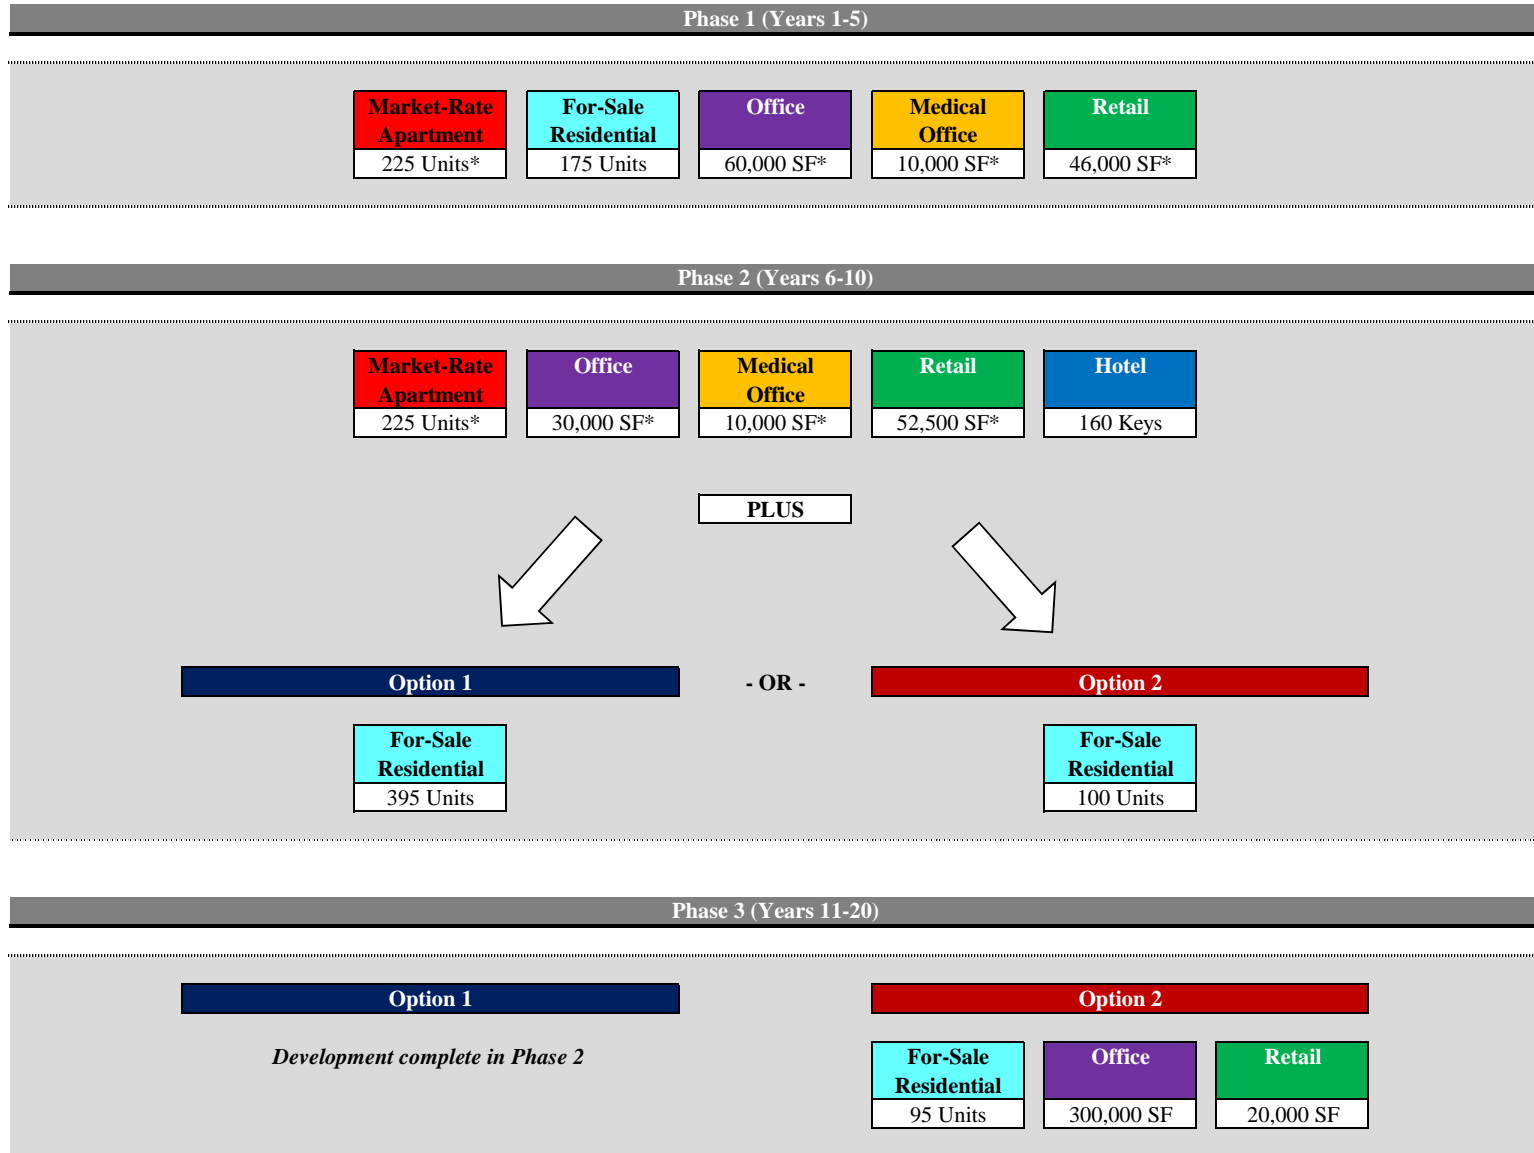 Phase 1 (Years 1-5)
Market-Rate Apartment
For-Sale Residential
Office
Medical Office
Retail
225 Units*
175 Units
60,000 SF*
10,000 SF*
46,000 SF*
Phase 2 (Years 6-10)
Market-Rate Apartment
Office
Medical Office
Retail
Hotel
225 Units*
30,000 SF*
10,000 SF*
52,500 SF*
160 Keys
PLUS
Option 1
- OR -
Option 2
For-Sale Residential
For-Sale Residential
395 Units
100 Units
Phase 3 (Years 11-20)
Option 1
Option 2
Development complete in Phase 2
For-Sale Residential
Office
Retail
95 Units
300,000 SF
20,000 SF